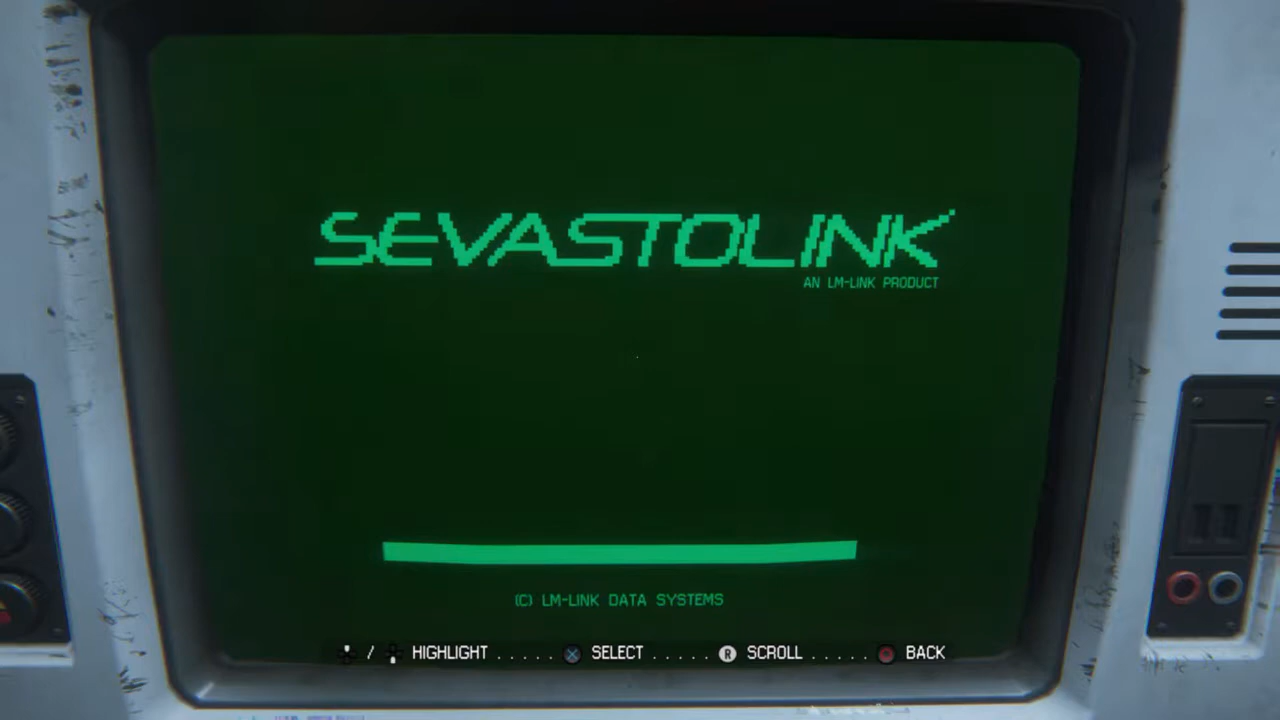 SEVASTOLINK
AN LM-LINK PRODUCT
(C) LM-LINK DATA SYSTEMS
/ HIGHLIGHT . . . . . SELECT . . . . . R SCROLL . . . . . BACK